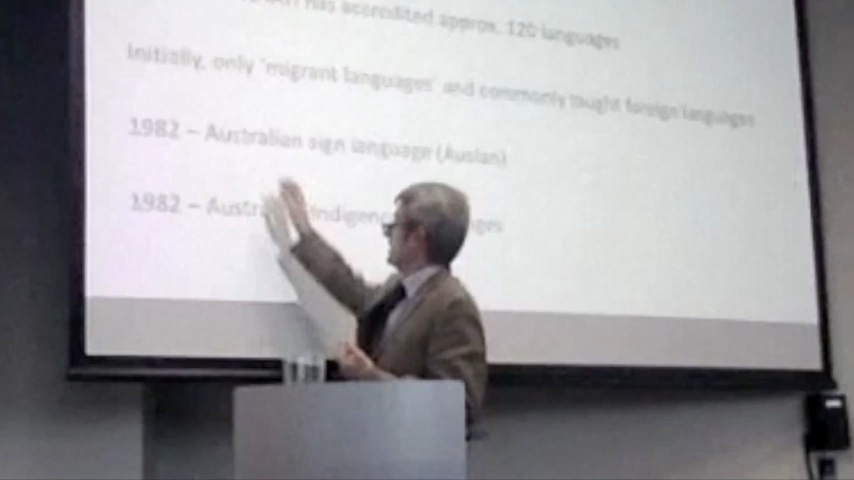 has accredited approx. 120 languages
Initially, only 'migrant languages' and commonly taught foreign languages
1982 – Australian sign language (Auslan)
1982 –